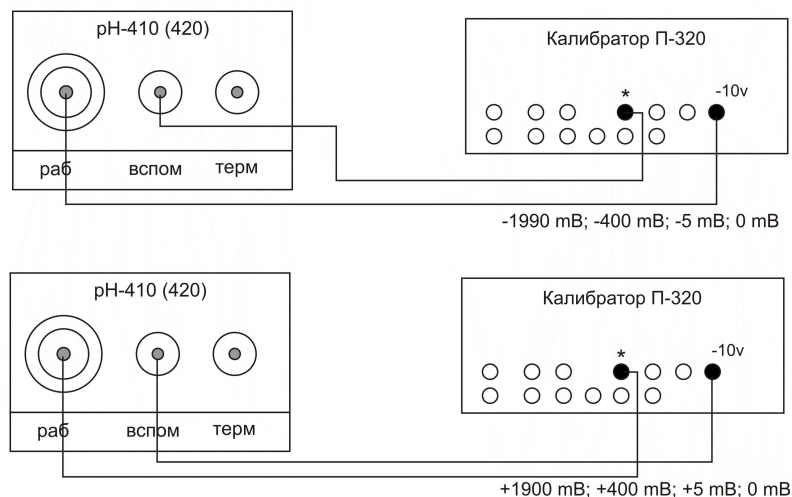 pH-410 (420)
Калибратор П-320
*
-10v
раб
вспом
терм
-1990 mB; -400 mB; -5 mB; 0 mB
pH-410 (420)
Калибратор П-320
*
-10v
раб
вспом
терм
+1900 mB; +400 mB; +5 mB; 0 mB